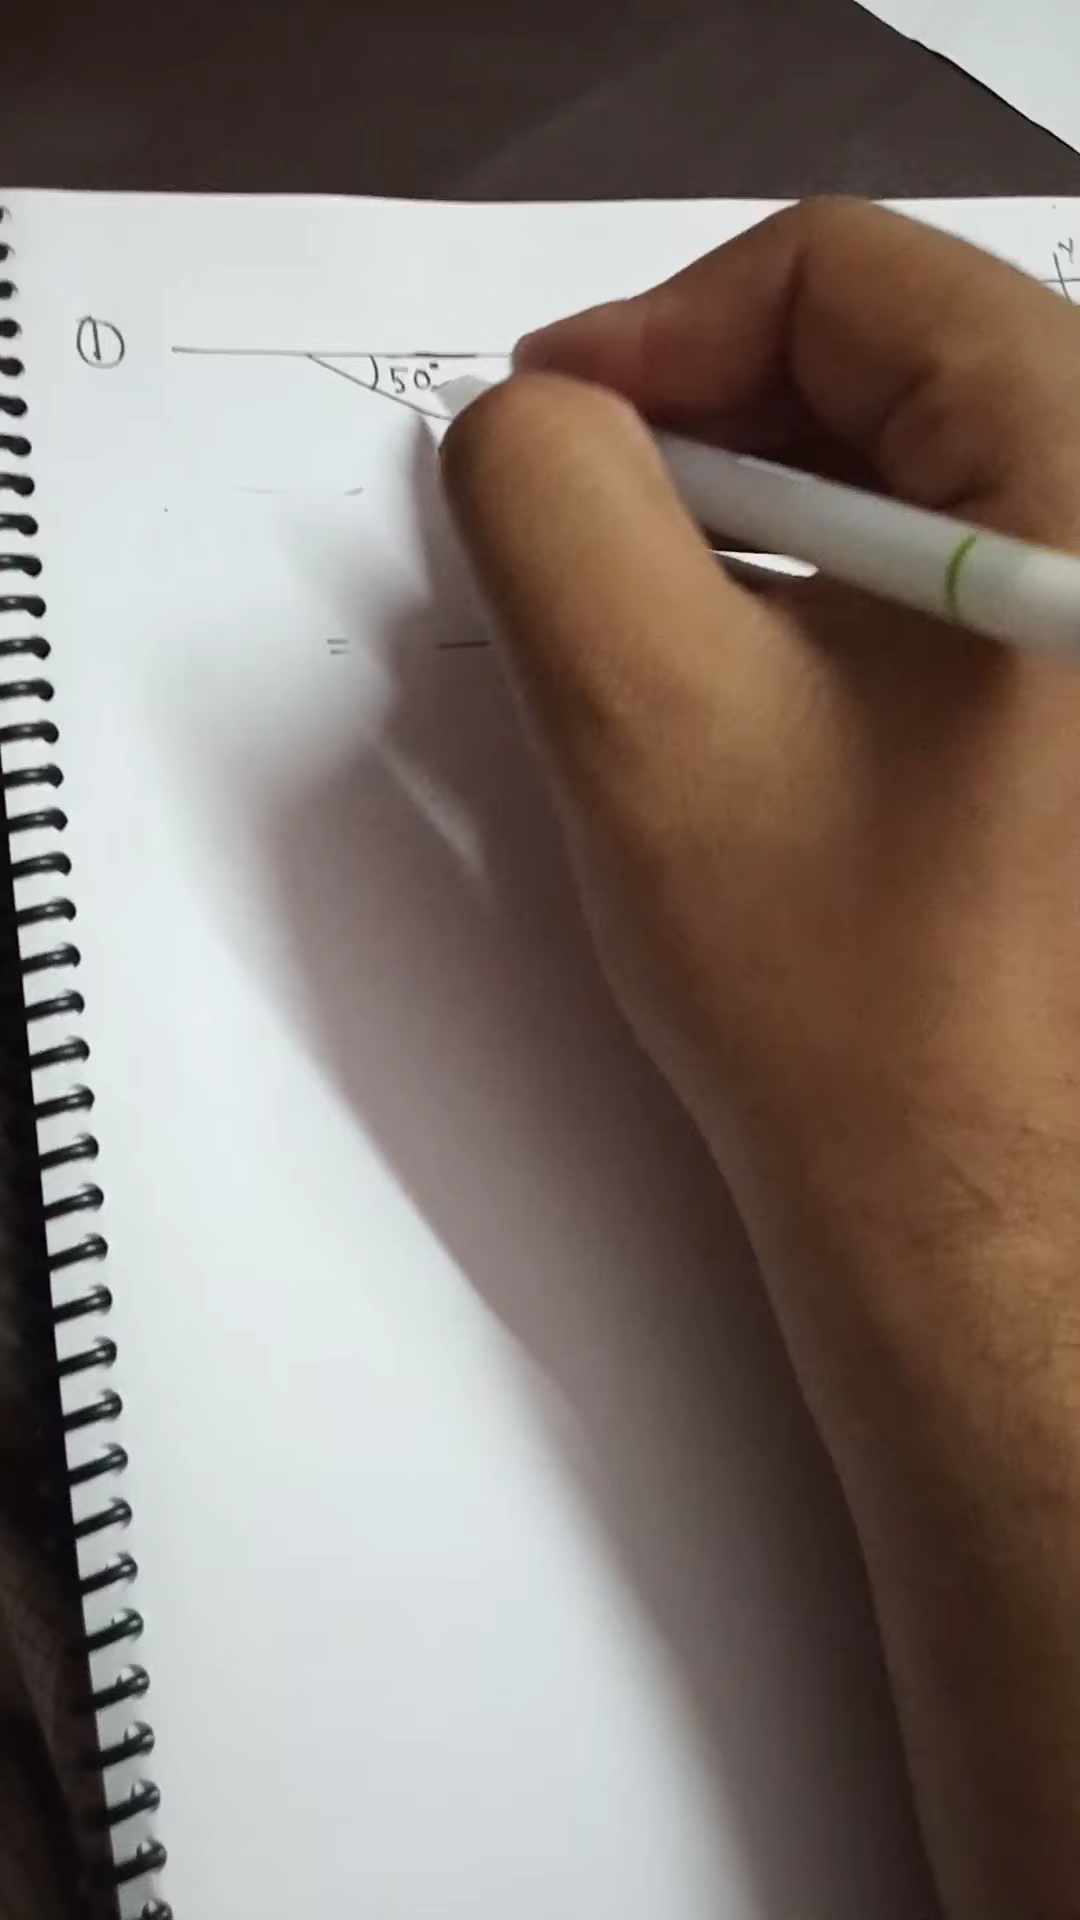 ① 50°
=